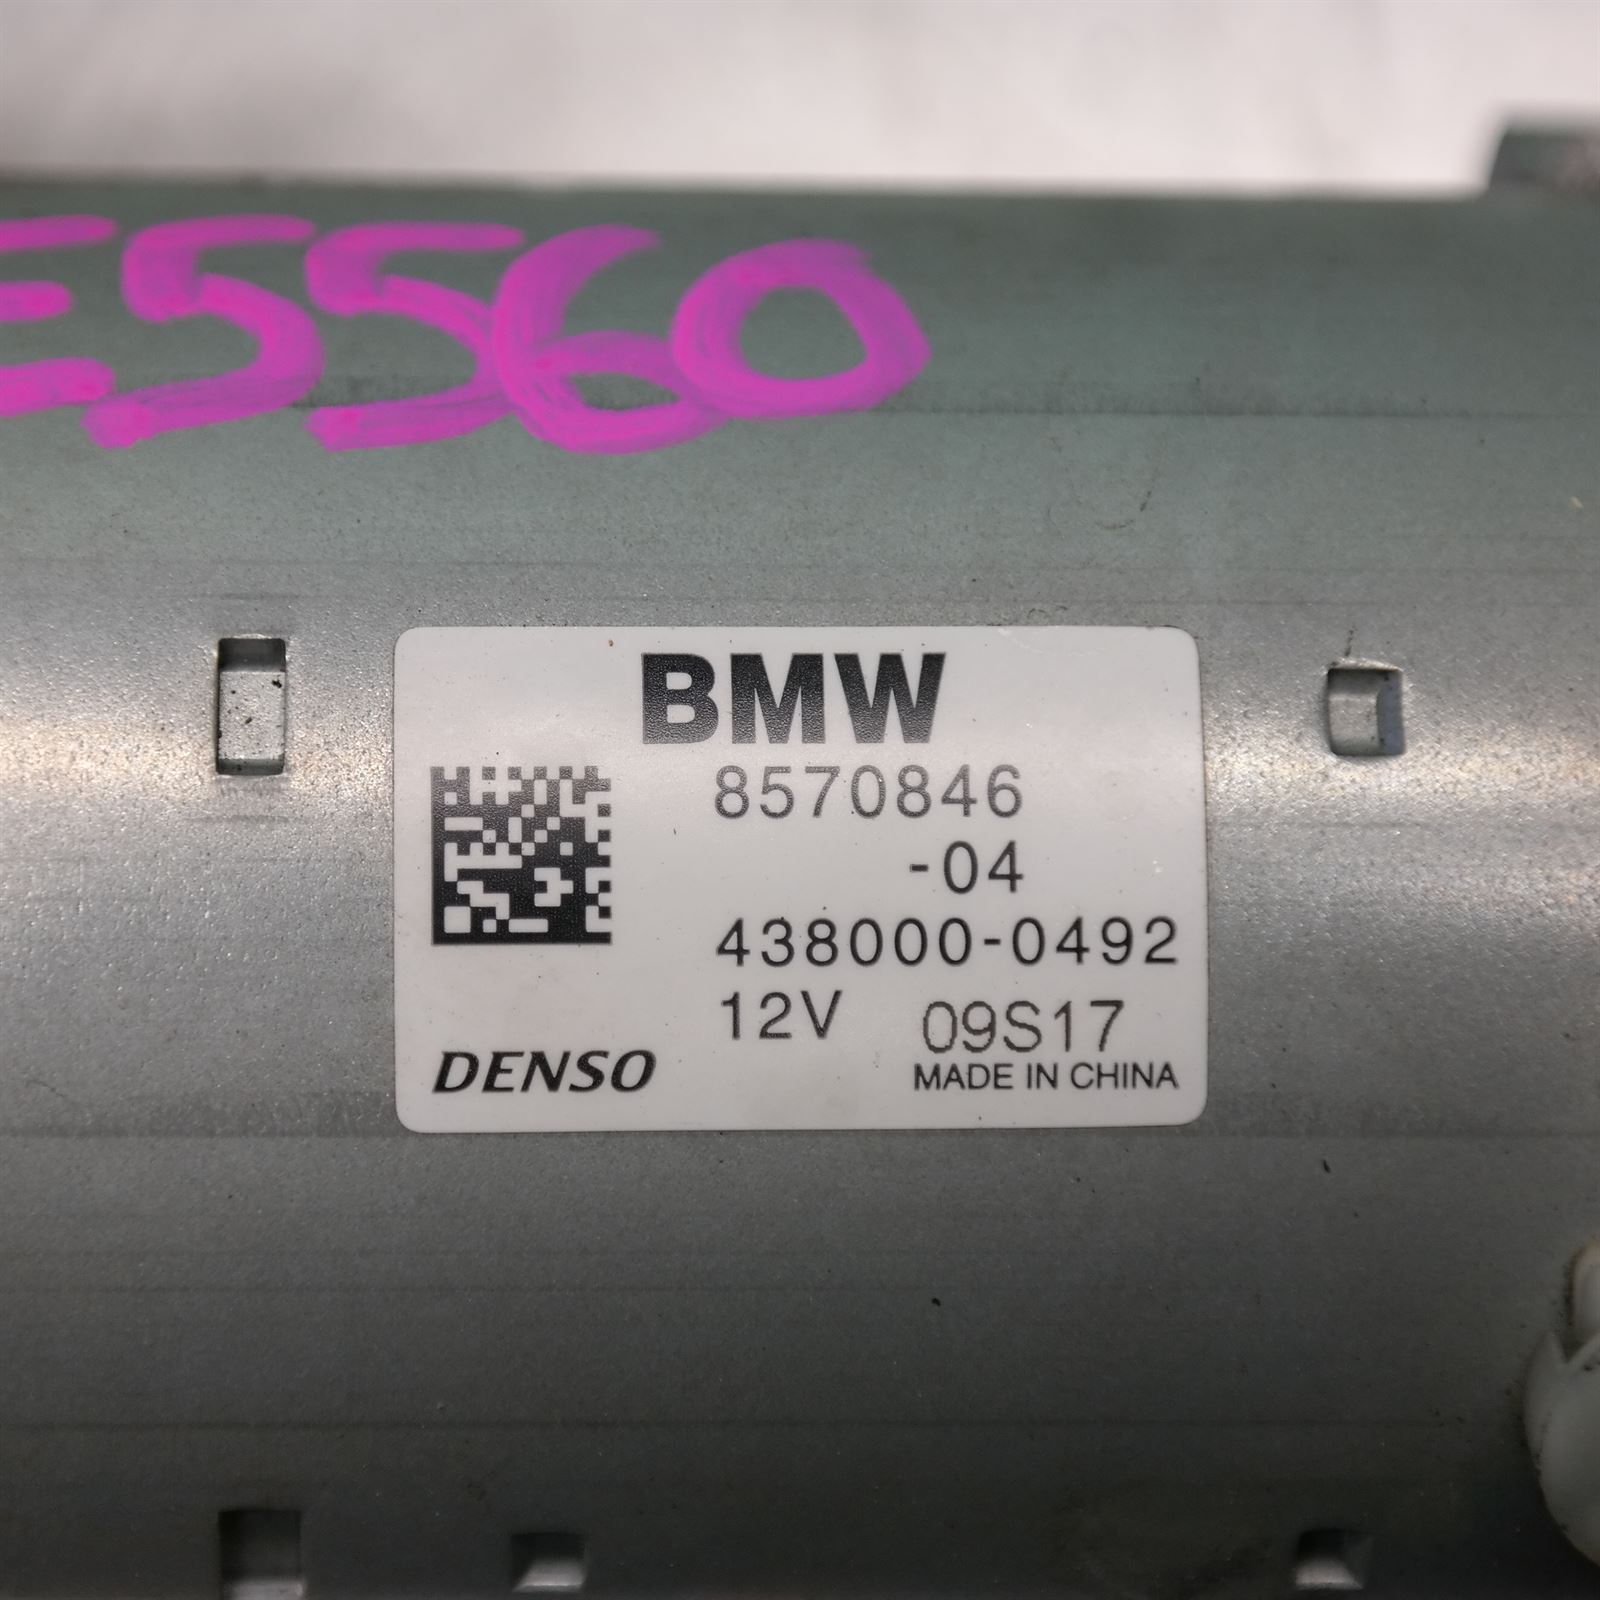 E5560
BMW
8570846
-04
438000-0492
12V 09S17
DENSO MADE IN CHINA